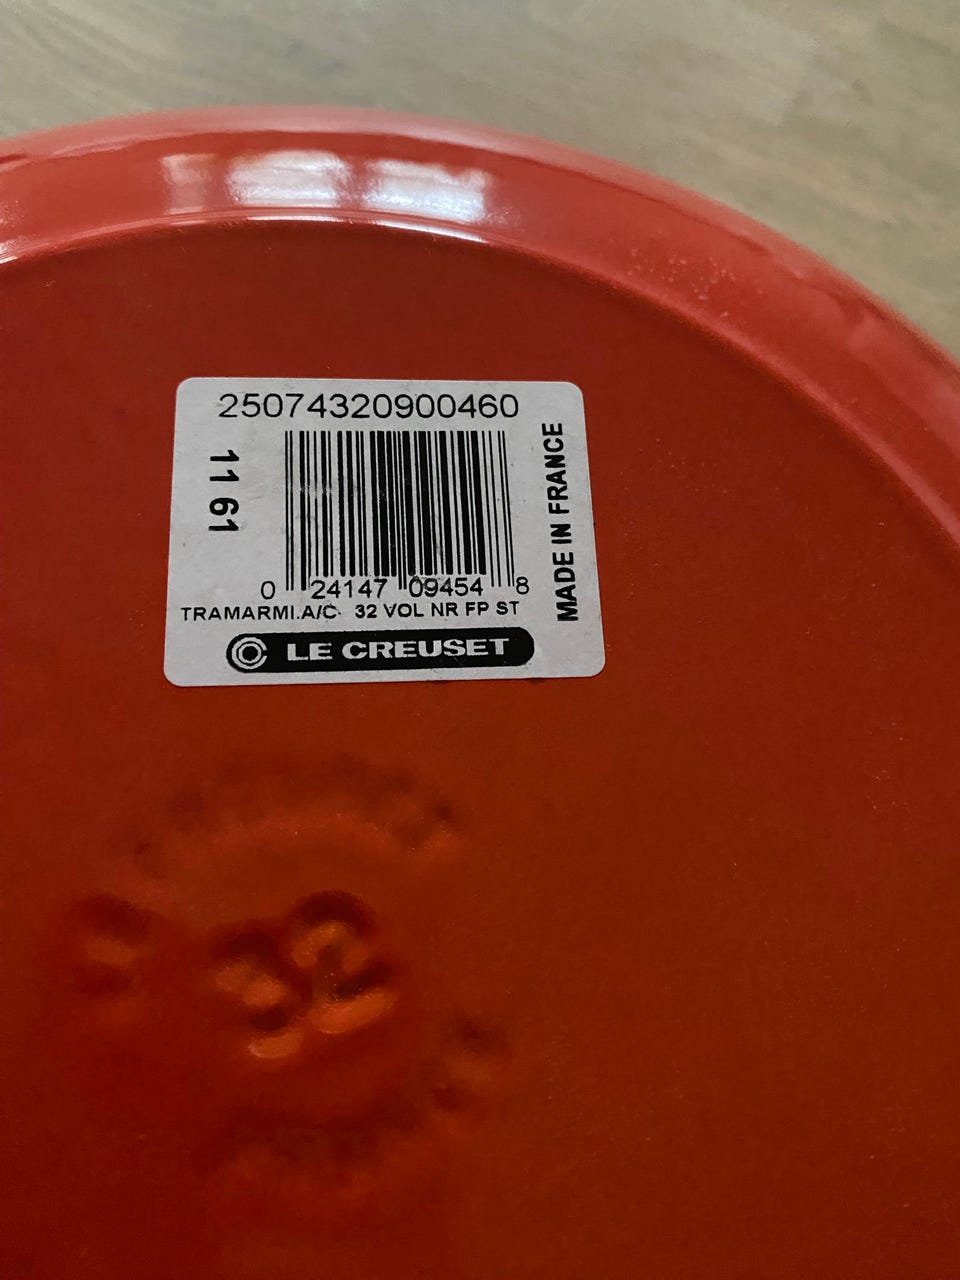 25074320900460
11 61
0 24147 09454 8
MADE IN FRANCE
TRAMARMI.A/C 32 VOL NR FP ST
LE CREUSET
32